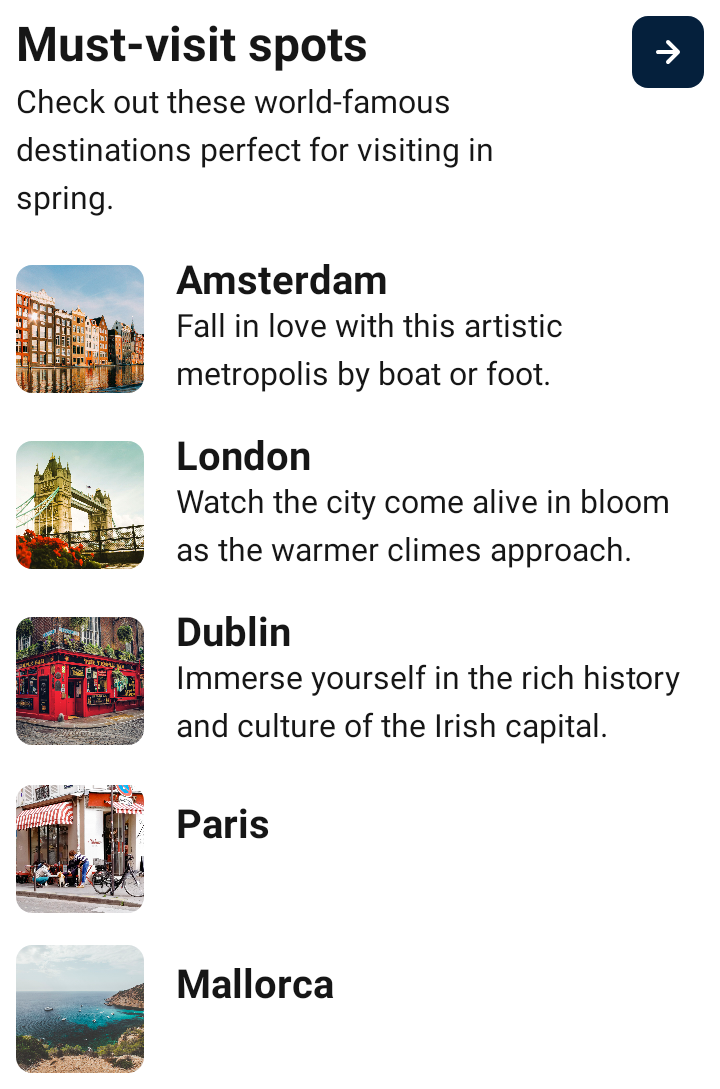 Must-visit spots
Check out these world-famous
destinations perfect for visiting in
spring.
Amsterdam
Fall in love with this artistic
metropolis by boat or foot.
London
Watch the city come alive in bloom
as the warmer climes approach.
Dublin
Immerse yourself in the rich history
and culture of the Irish capital.
Paris
Mallorca